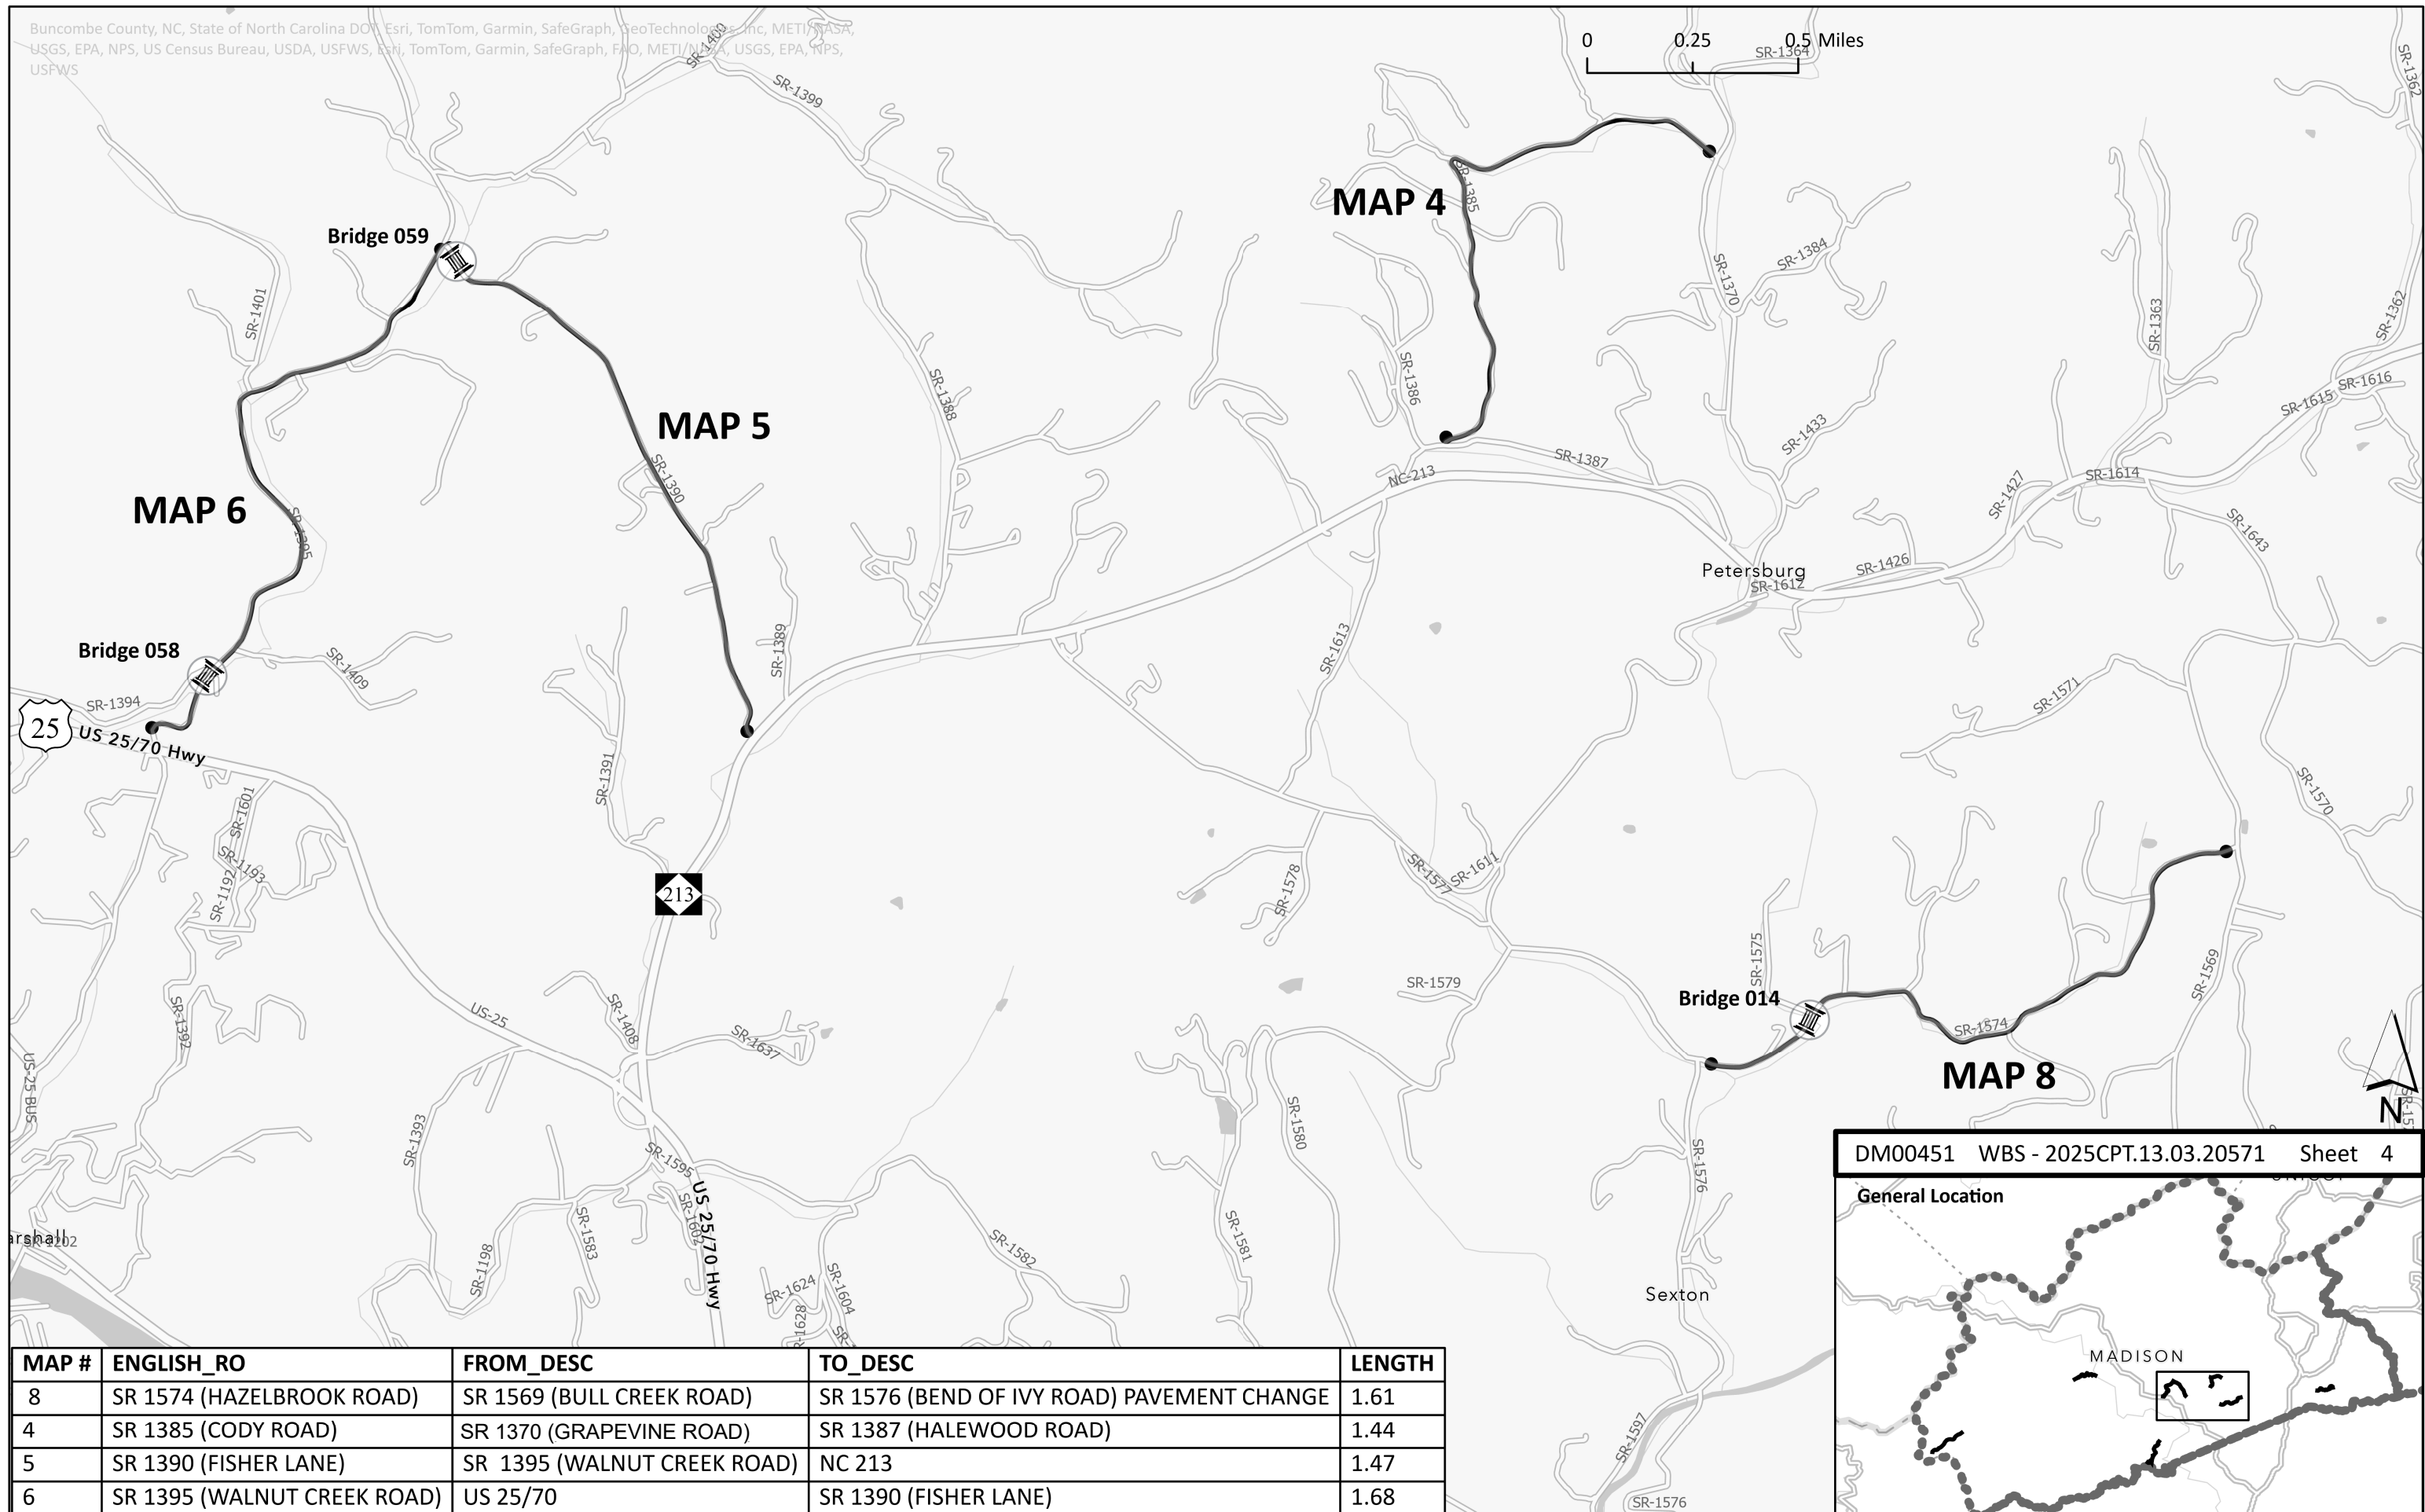 Buncombe County, NC, State of North Carolina DOT, Esri, TomTom, Garmin, SafeGraph, GeoTechnologies, Inc, METI/NASA,
USGS, EPA, NPS, US Census Bureau, USDA, USFWS, Esri, TomTom, Garmin, SafeGraph, FAO, METI/NASA, USGS, EPA, NPS,
USFWS
0 0.25 0.5 Miles
SR-1400
SR-1399
SR-1364
SR-1362
MAP 4
SR-1385
Bridge 059
SR-1384
SR-1370
SR-1401
SR-1363
SR-1362
SR-1388
SR-1386
SR-1616
SR-1615
MAP 5
SR-1433
SR-1387
NC-213
SR-1390
SR-1614
SR-1427
MAP 6
SR-1395
SR-1643
Petersburg
SR-1426
SR-1612
SR-1389
SR-1613
Bridge 058
SR-1409
SR-1571
SR-1394
25
US 25/70 Hwy
SR-1391
SR-1570
SR-1601
SR-1193
SR-1192
SR-1577
SR-1611
SR-1578
213
SR-1575
SR-1569
SR-1579
Bridge 014
US-25
SR-1392
SR-1408
SR-1637
SR-1574
MAP 8
US-25 BUS
N
SR-1393
SR-1580
SR-1576
SR-1595
US 25/70 Hwy
SR-1602
DM00451 WBS - 2025CPT.13.03.20571 Sheet 4
General Location
arshall
SR-1202
SR-1583
SR-1198
SR-1582
SR-1581
SR-1624
SR-1604
SR-1628
SR-
Sexton
MADISON
SR-1597
SR-1576
MAP # ENGLISH_RO FROM_DESC TO_DESC LENGTH
8 SR 1574 (HAZELBROOK ROAD) SR 1569 (BULL CREEK ROAD) SR 1576 (BEND OF IVY ROAD) PAVEMENT CHANGE 1.61
4 SR 1385 (CODY ROAD) SR 1370 (GRAPEVINE ROAD) SR 1387 (HALEWOOD ROAD) 1.44
5 SR 1390 (FISHER LANE) SR 1395 (WALNUT CREEK ROAD) NC 213 1.47
6 SR 1395 (WALNUT CREEK ROAD) US 25/70 SR 1390 (FISHER LANE) 1.68